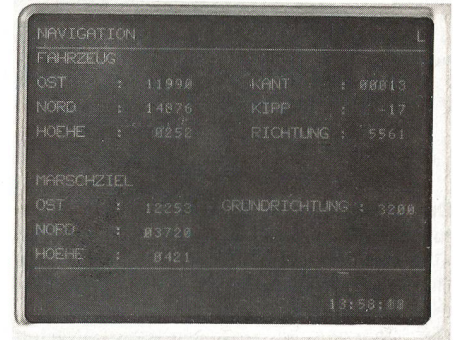 NAVIGATION L
FAHRZEUG
OST : 11990 KANT : 00013
NORD : 14876 KIPP : -17
HOEHE : 0252 RICHTUNG : 5561
MARSCHZIEL
OST : 12253 GRUNDRICHTUNG : 3200
NORD : 03720
HOEHE : 0421
13:58:08